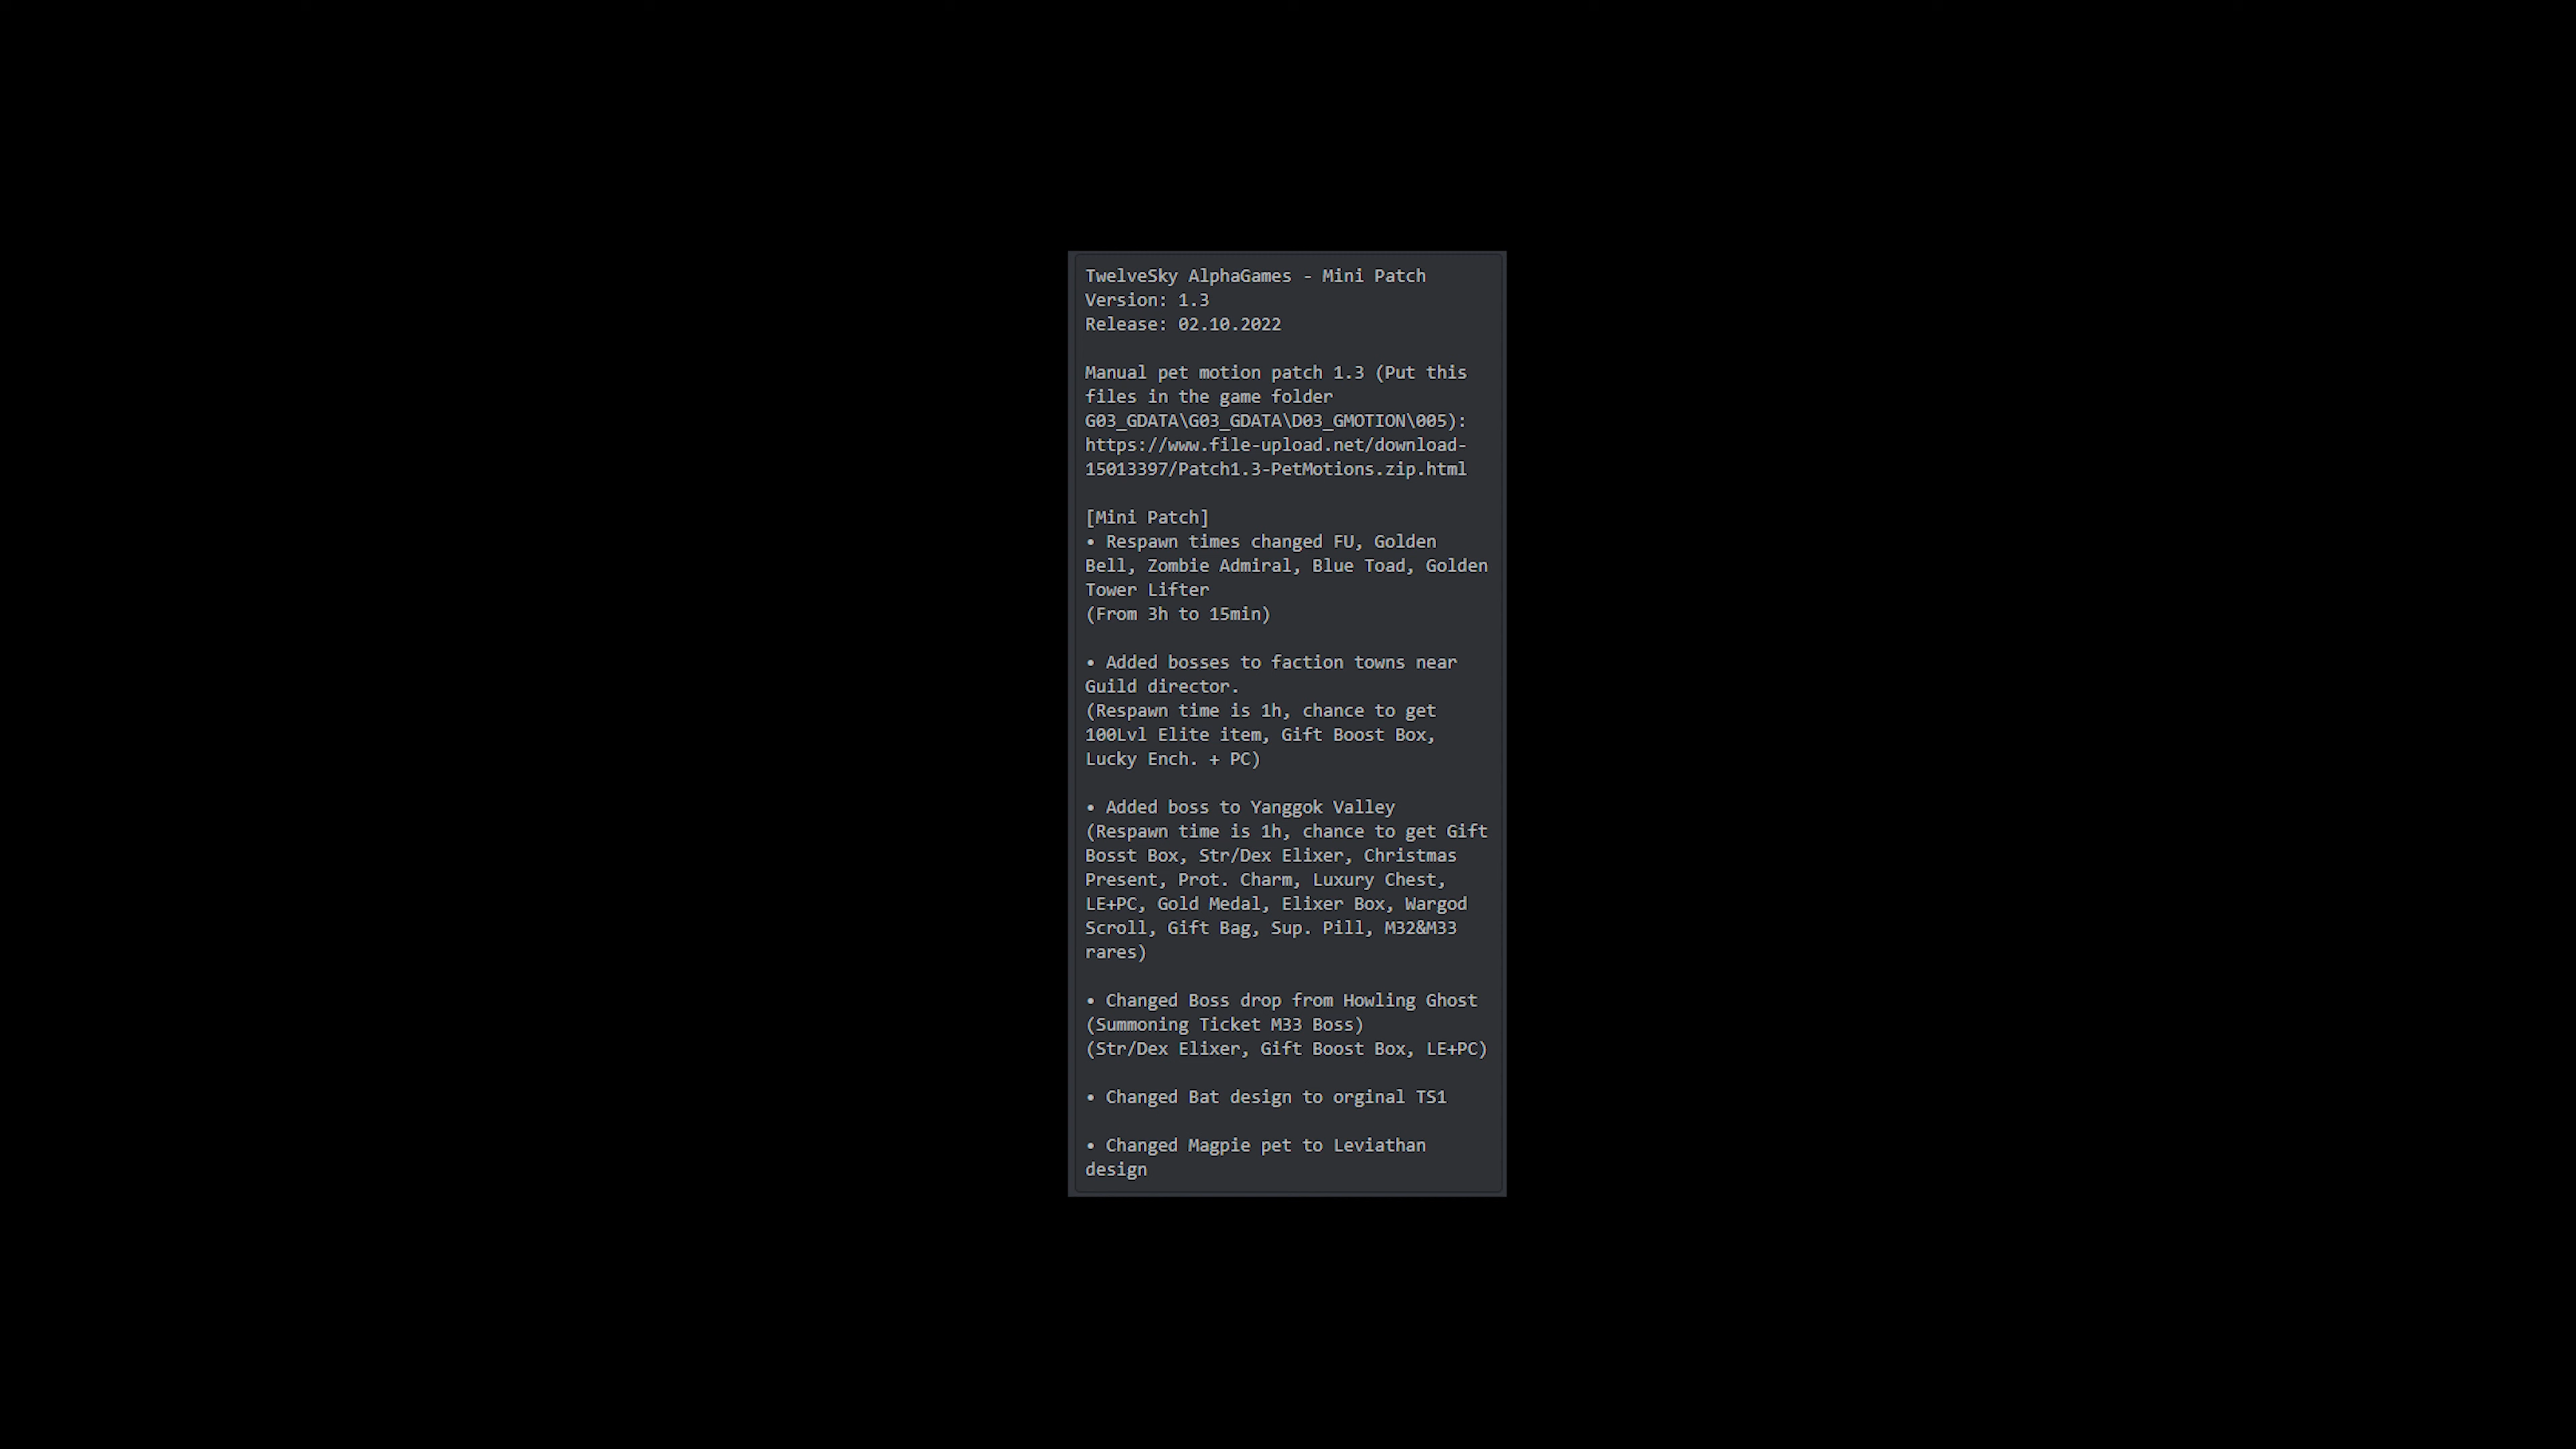 TwelveSky AlphaGames - Mini Patch
Version: 1.3
Release: 02.10.2022
Manual pet motion patch 1.3 (Put this
files in the game folder
G03_GDATA\G03_GDATA\D03_GMOTION\005):
https://www.file-upload.net/download-
15013397/Patch1.3-PetMotions.zip.html
[Mini Patch]
• Respawn times changed FU, Golden
Bell, Zombie Admiral, Blue Toad, Golden
Tower Lifter
(From 3h to 15min)
• Added bosses to faction towns near
Guild director.
(Respawn time is 1h, chance to get
100Lvl Elite item, Gift Boost Box,
Lucky Ench. + PC)
• Added boss to Yanggok Valley
(Respawn time is 1h, chance to get Gift
Bosst Box, Str/Dex Elixer, Christmas
Present, Prot. Charm, Luxury Chest,
LE+PC, Gold Medal, Elixer Box, Wargod
Scroll, Gift Bag, Sup. Pill, M32&M33
rares)
• Changed Boss drop from Howling Ghost
(Summoning Ticket M33 Boss)
(Str/Dex Elixer, Gift Boost Box, LE+PC)
• Changed Bat design to orginal TS1
• Changed Magpie pet to Leviathan
design